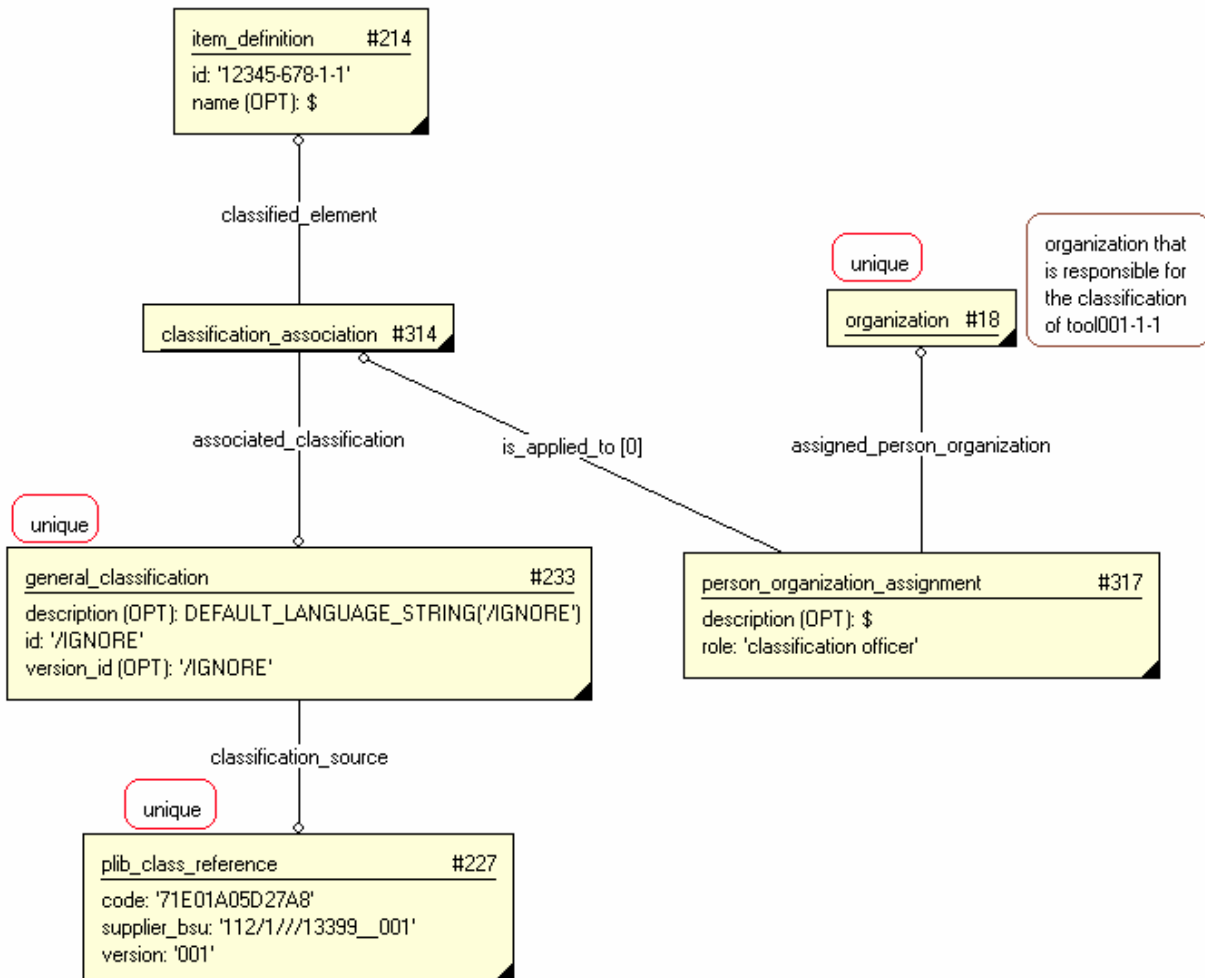 item_definition #214
id: '12345-678-1-1'
name (OPT): $
classified_element
unique
organization that
is responsible for
the classification
of tool001-1-1
organization #18
classification_association #314
associated_classification
is_applied_to [0]
assigned_person_organization
unique
general_classification #233
description (OPT): DEFAULT_LANGUAGE_STRING('/IGNORE')
id: '/IGNORE'
version_id (OPT): '/IGNORE'
person_organization_assignment #317
description (OPT): $
role: 'classification officer'
classification_source
unique
plib_class_reference #227
code: '71E01A05D27A8'
supplier_bsu: '112/1///13399__001'
version: '001'